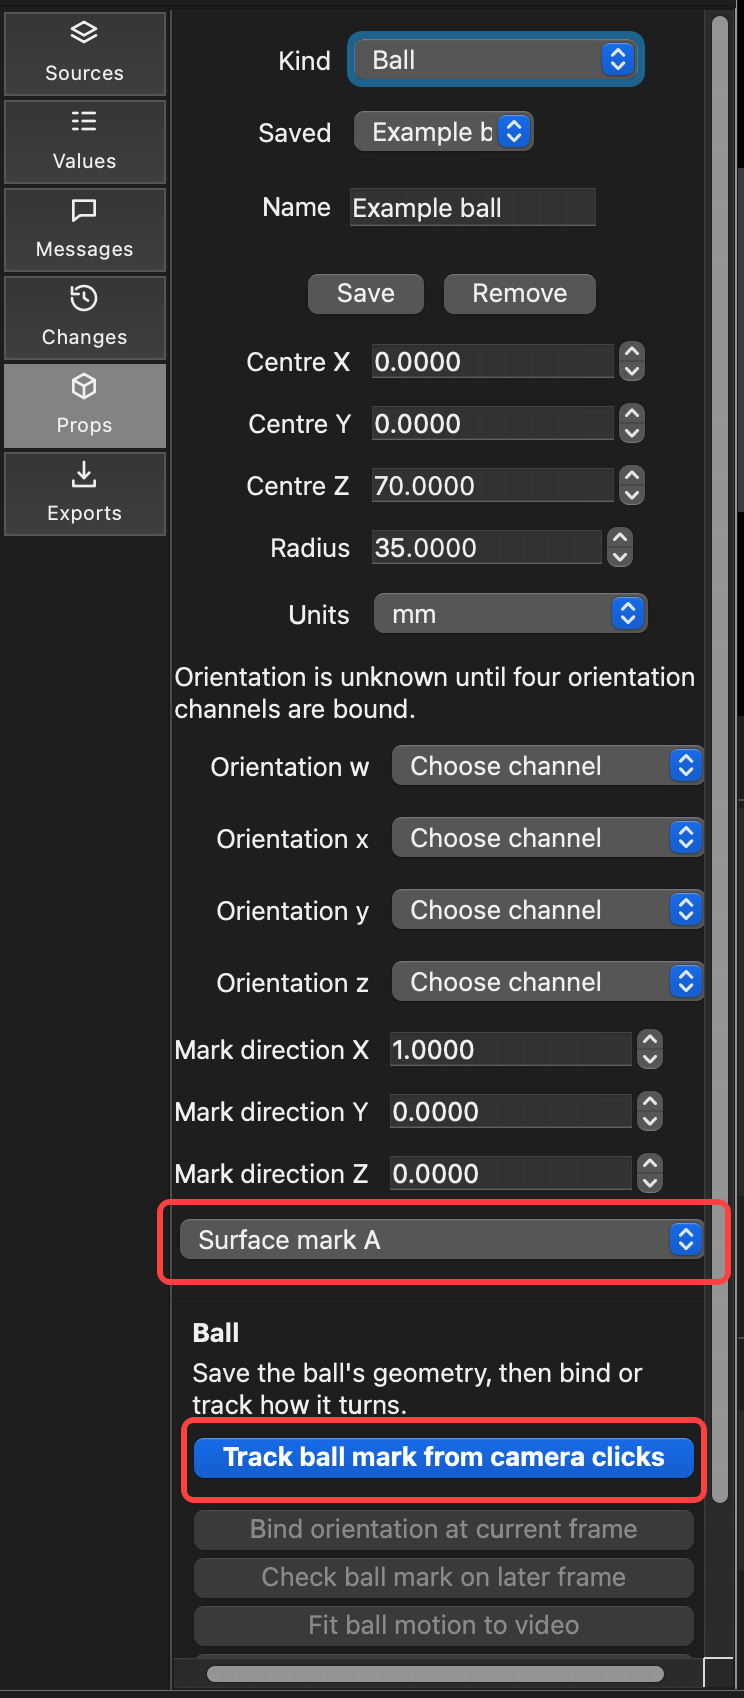 Sources
Values
Messages
Changes
Props
Exports
Kind Ball
Saved Example b
Name Example ball
Save Remove
Centre X 0.0000
Centre Y 0.0000
Centre Z 70.0000
Radius 35.0000
Units mm
Orientation is unknown until four orientation
channels are bound.
Orientation w Choose channel
Orientation x Choose channel
Orientation y Choose channel
Orientation z Choose channel
Mark direction X 1.0000
Mark direction Y 0.0000
Mark direction Z 0.0000
Surface mark A
Ball
Save the ball's geometry, then bind or
track how it turns.
Track ball mark from camera clicks
Bind orientation at current frame
Check ball mark on later frame
Fit ball motion to video